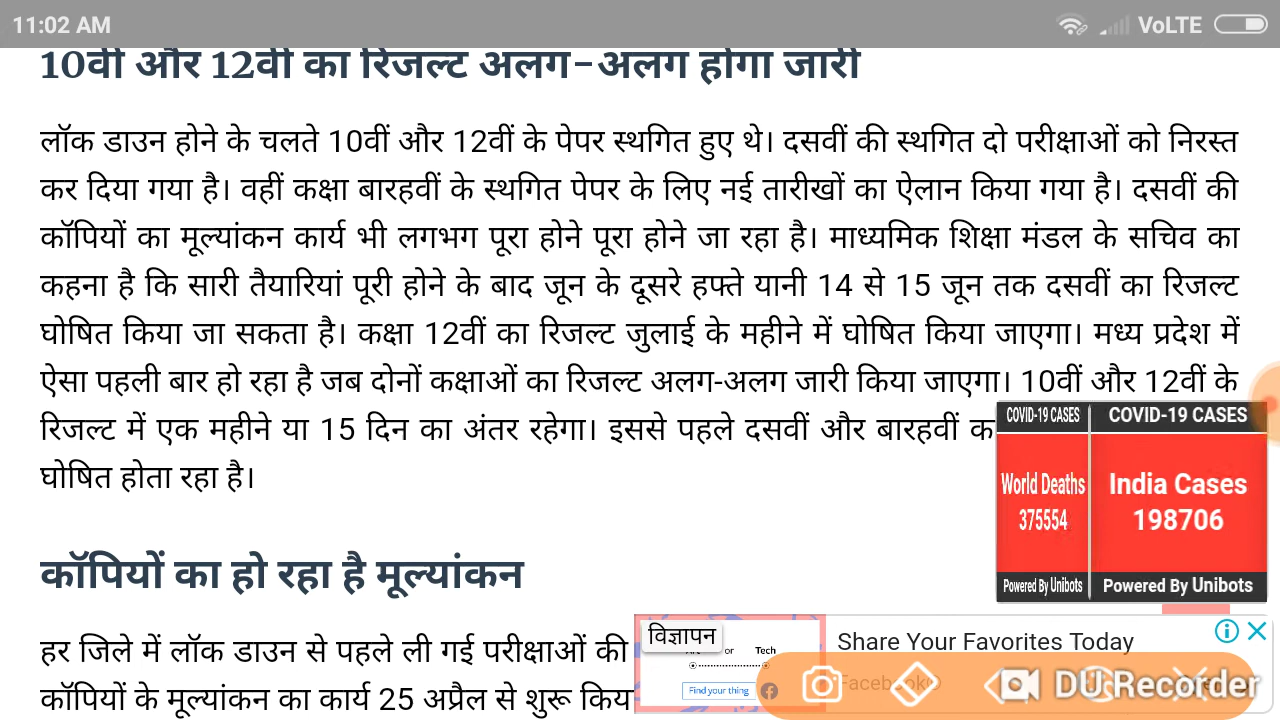 11:02 AM
VoLTE
10वीं और 12वीं का रिजल्ट अलग-अलग होगा जारी
लॉक डाउन होने के चलते 10वीं और 12वीं के पेपर स्थगित हुए थे। दसवीं की स्थगित दो परीक्षाओं को निरस्त
कर दिया गया है। वहीं कक्षा बारहवीं के स्थगित पेपर के लिए नई तारीखों का ऐलान किया गया है। दसवीं की
कॉपियों का मूल्यांकन कार्य भी लगभग पूरा होने पूरा होने जा रहा है। माध्यमिक शिक्षा मंडल के सचिव का
कहना है कि सारी तैयारियां पूरी होने के बाद जून के दूसरे हफ्ते यानी 14 से 15 जून तक दसवीं का रिजल्ट
घोषित किया जा सकता है। कक्षा 12वीं का रिजल्ट जुलाई के महीने में घोषित किया जाएगा। मध्य प्रदेश में
ऐसा पहली बार हो रहा है जब दोनों कक्षाओं का रिजल्ट अलग-अलग जारी किया जाएगा। 10वीं और 12वीं के
रिजल्ट में एक महीने या 15 दिन का अंतर रहेगा। इससे पहले दसवीं और बारहवीं क
घोषित होता रहा है।
COVID-19 CASES
World Deaths
375554
Powered By Unibots
COVID-19 CASES
India Cases
198706
Powered By Unibots
कॉपियों का हो रहा है मूल्यांकन
हर जिले में लॉक डाउन से पहले ली गई परीक्षाओं की
कॉपियों के मूल्यांकन का कार्य 25 अप्रैल से शुरू किय
विज्ञापन
or Tech
Find your thing
Share Your Favorites Today
Facebook®
DU Recorder